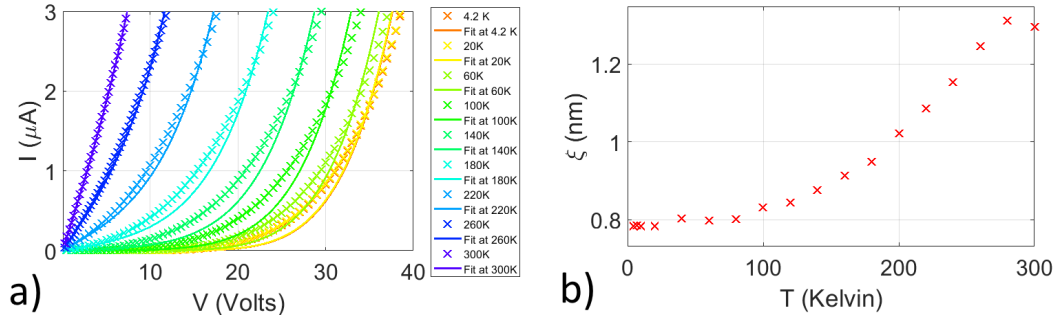 3
2
1
0
I (μA)
10
20
30
40
V (Volts)
a)
4.2 K
Fit at 4.2 K
20K
Fit at 20K
60K
Fit at 60K
100K
Fit at 100K
140K
Fit at 140K
180K
Fit at 180K
220K
Fit at 220K
260K
Fit at 260K
300K
Fit at 300K
1.2
1
0.8
ξ (nm)
0
100
200
300
T (Kelvin)
b)